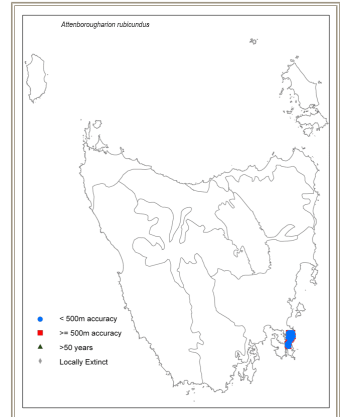 Attenborougharion rubicundus
< 500m accuracy
>= 500m accuracy
>50 years
Locally Extinct